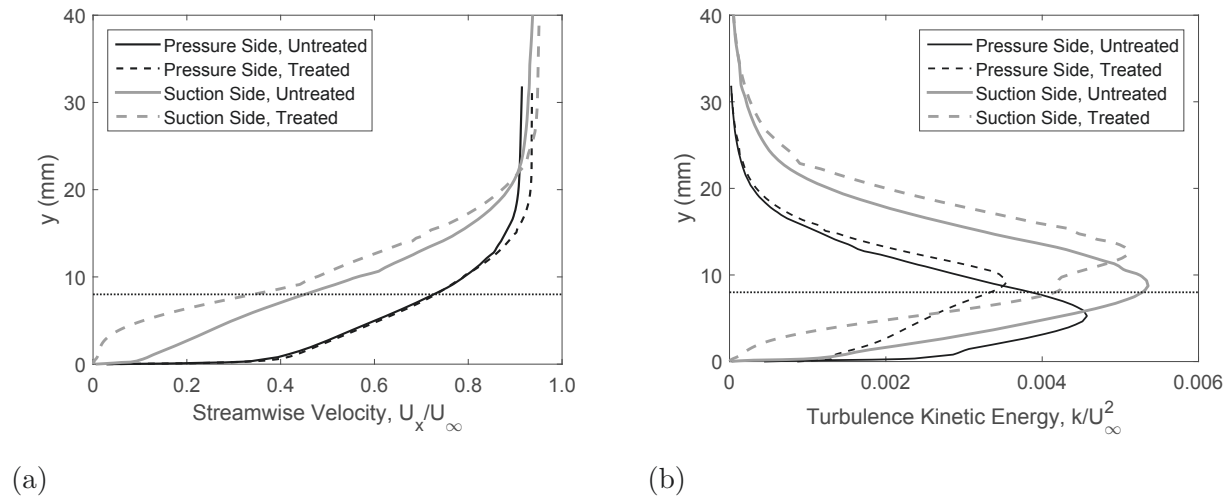 40
30
20
10
0
y (mm)
Pressure Side, Untreated
Pressure Side, Treated
Suction Side, Untreated
Suction Side, Treated
0 0.2 0.4 0.6 0.8 1.0
Streamwise Velocity, U_x/U_∞
(a)
40
30
20
10
0
y (mm)
Pressure Side, Untreated
Pressure Side, Treated
Suction Side, Untreated
Suction Side, Treated
0 0.002 0.004 0.006
Turbulence Kinetic Energy, k/U_∞^2
(b)